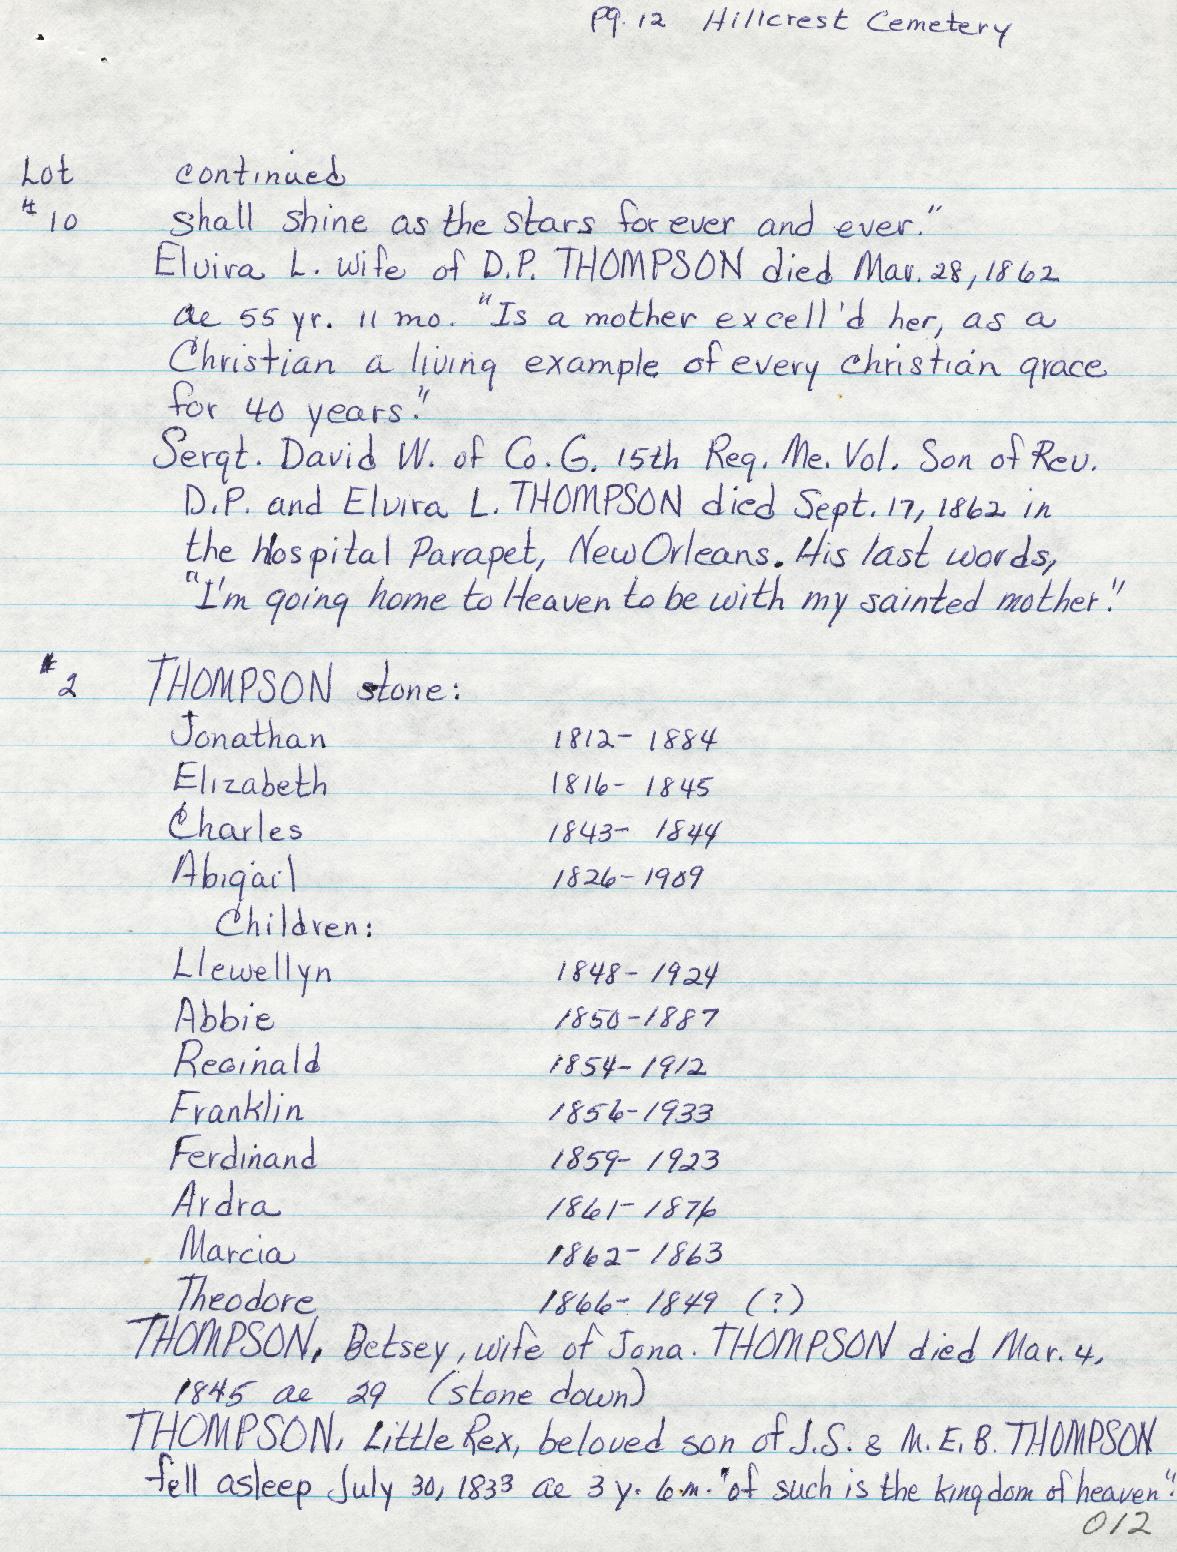 pg. 12 Hillcrest Cemetery
Lot continued
#10 shall shine as the stars for ever and ever."
Elvira L. wife of D.P. THOMPSON died Mar. 28, 1862
ae 55 yr. 11 mo. "Is a mother excell'd her, as a
Christian a living example of every christian grace
for 40 years."
Sergt. David W. of Co. G. 15th Reg. Me. Vol. Son of Rev.
D.P. and Elvira L. THOMPSON died Sept. 17, 1862 in
the Hospital Parapet, New Orleans. His last words,
"I'm going home to Heaven to be with my sainted mother."
#2 THOMPSON stone:
Jonathan 1812- 1884
Elizabeth 1816- 1845
Charles 1843- 1844
Abigail 1826-1909
Children:
Llewellyn 1848-1924
Abbie 1850-1887
Reginald 1854-1912
Franklin 1856-1933
Ferdinand 1859- 1923
Ardra 1861- 1876
Marcia 1862- 1863
Theodore 1866- 1849 (?)
THOMPSON, Betsey, wife of Jona. THOMPSON died Mar. 4,
1845 ae 29 (stone down)
THOMPSON, Little Rex, beloved son of J.S. & M.E.B. THOMPSON
fell asleep July 30, 1833 ae 3 y. 6 m. "of such is the kingdom of heaven."
012